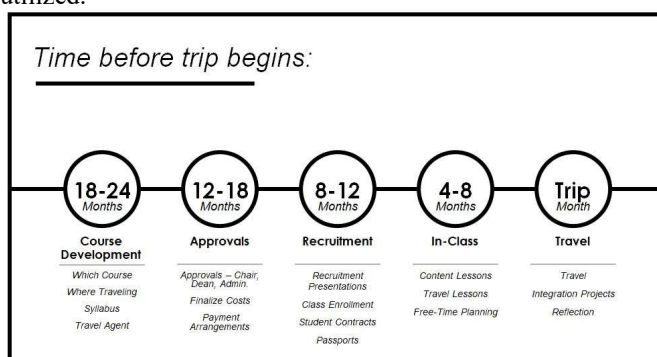 utilized.
Time before trip begins:
18-24
Months
12-18
Months
8-12
Months
4-8
Months
Trip
Month
Course
Development
Which Course
Where Traveling
Syllabus
Travel Agent
Approvals
Approvals – Chair,
Dean, Admin.
Finalize Costs
Payment
Arrangements
Recruitment
Recruitment
Presentations
Class Enrollment
Student Contracts
Passports
In-Class
Content Lessons
Travel Lessons
Free-Time Planning
Travel
Travel
Integration Projects
Reflection